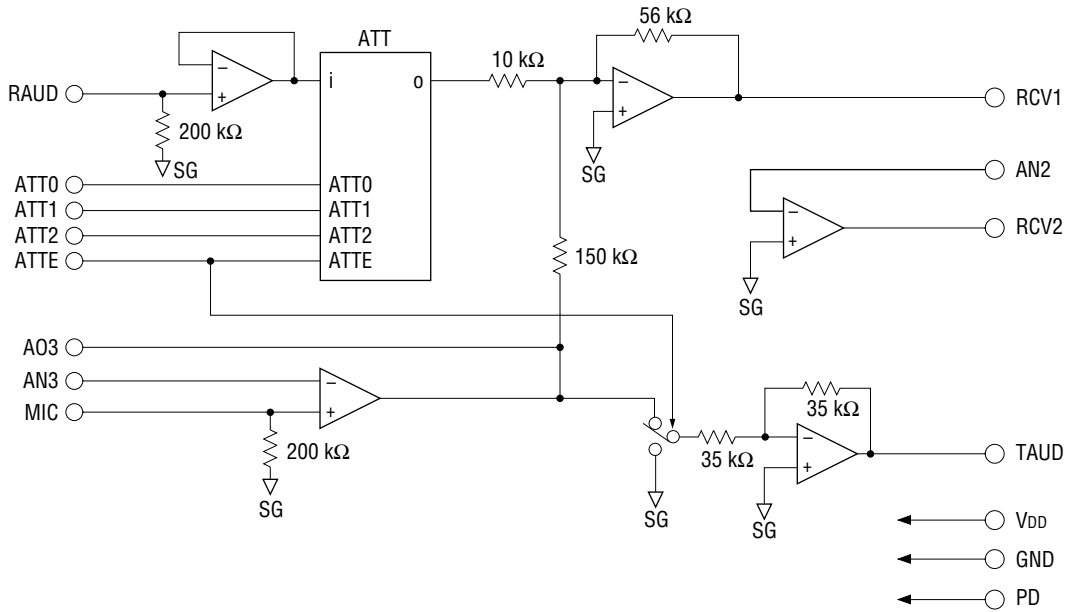 56 kΩ
ATT
10 kΩ
−
+
i
o
−
+
RAUD
RCV1
200 kΩ
SG
SG
AN2
ATT0
ATT0
ATT1
ATT1
−
ATT2
ATT2
+
RCV2
ATTE
ATTE
150 kΩ
SG
AO3
AN3
−
MIC
+
35 kΩ
200 kΩ
35 kΩ
−
+
TAUD
SG
SG
SG
VDD
GND
PD